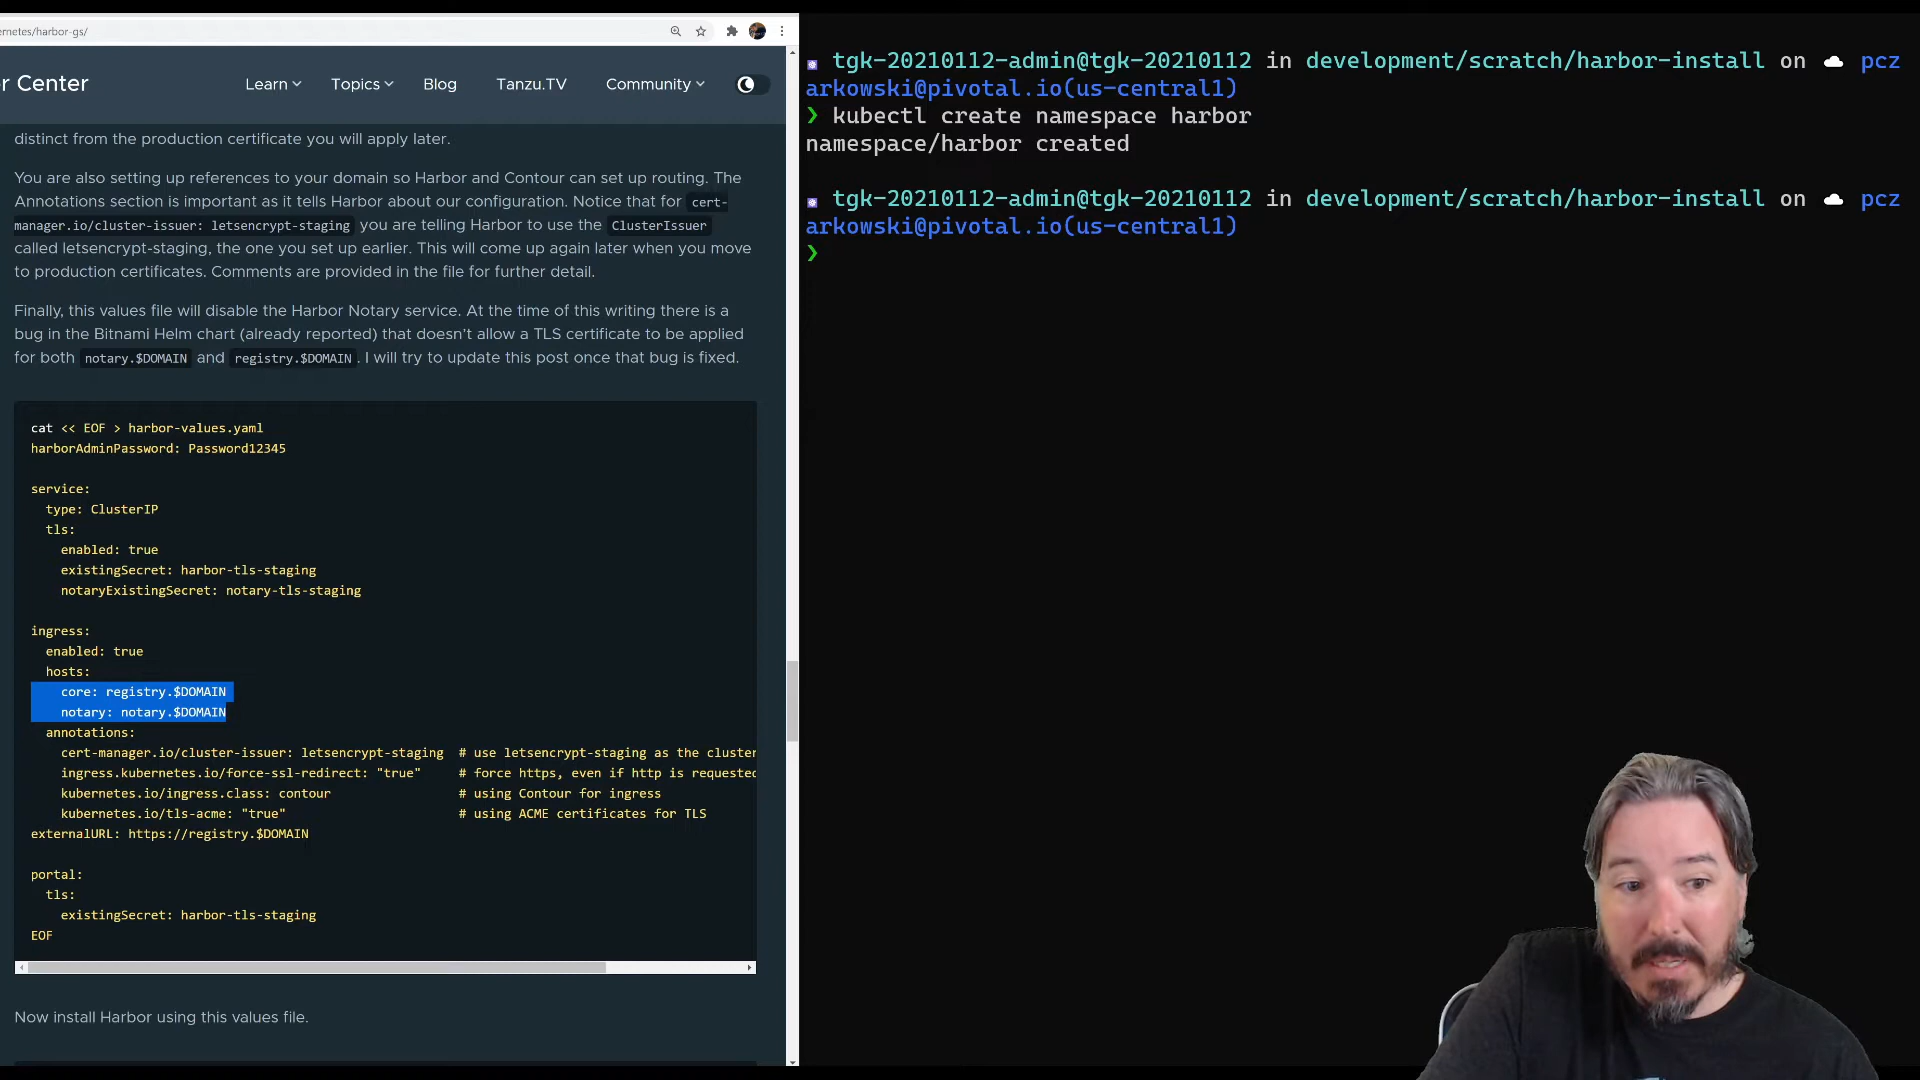 ernetes/harbor-gs/
r Center
Learn
Topics
Blog
Tanzu.TV
Community
distinct from the production certificate you will apply later.
You are also setting up references to your domain so Harbor and Contour can set up routing. The
Annotations section is important as it tells Harbor about our configuration. Notice that for cert-
manager.io/cluster-issuer: letsencrypt-staging you are telling Harbor to use the ClusterIssuer
called letsencrypt-staging, the one you set up earlier. This will come up again later when you move
to production certificates. Comments are provided in the file for further detail.
Finally, this values file will disable the Harbor Notary service. At the time of this writing there is a
bug in the Bitnami Helm chart (already reported) that doesn't allow a TLS certificate to be applied
for both notary.$DOMAIN and registry.$DOMAIN. I will try to update this post once that bug is fixed.
cat << EOF > harbor-values.yaml
harborAdminPassword: Password12345
service:
type: ClusterIP
tls:
enabled: true
existingSecret: harbor-tls-staging
notaryExistingSecret: notary-tls-staging
ingress:
enabled: true
hosts:
core: registry.$DOMAIN
notary: notary.$DOMAIN
annotations:
cert-manager.io/cluster-issuer: letsencrypt-staging # use letsencrypt-staging as the cluster
ingress.kubernetes.io/force-ssl-redirect: "true" # force https, even if http is requested
kubernetes.io/ingress.class: contour # using Contour for ingress
kubernetes.io/tls-acme: "true" # using ACME certificates for TLS
externalURL: https://registry.$DOMAIN
portal:
tls:
existingSecret: harbor-tls-staging
EOF
Now install Harbor using this values file.
tgk-20210112-admin@tgk-20210112 in development/scratch/harbor-install on pcz
arkowski@pivotal.io(us-central1)
❯ kubectl create namespace harbor
namespace/harbor created
tgk-20210112-admin@tgk-20210112 in development/scratch/harbor-install on pcz
arkowski@pivotal.io(us-central1)
❯